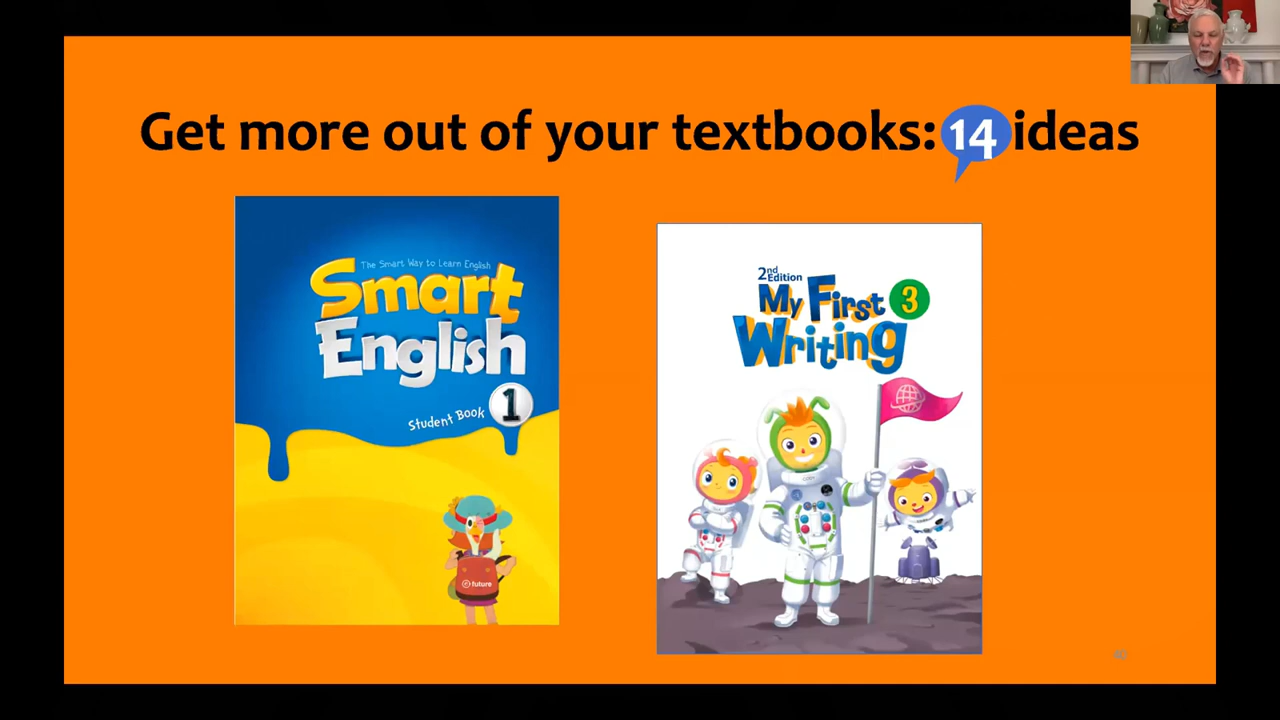 Get more out of your textbooks: 14 ideas
The Smart Way to Learn English
Smart
English
Student Book 1
e future
2nd
Edition
My First 3
Writing